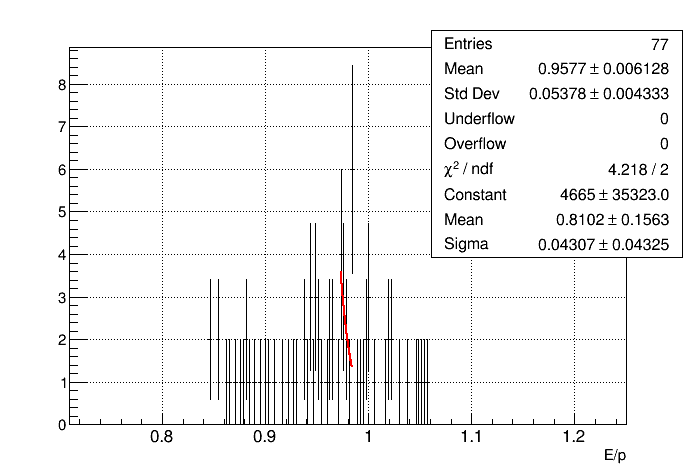 Entries 77
Mean 0.9577 ± 0.006128
Std Dev 0.05378 ± 0.004333
Underflow 0
Overflow 0
χ² / ndf 4.218 / 2
Constant 4665 ± 35323.0
Mean 0.8102 ± 0.1563
Sigma 0.04307 ± 0.04325
8
7
6
5
4
3
2
1
0
0.8 0.9 1 1.1 1.2
E/p